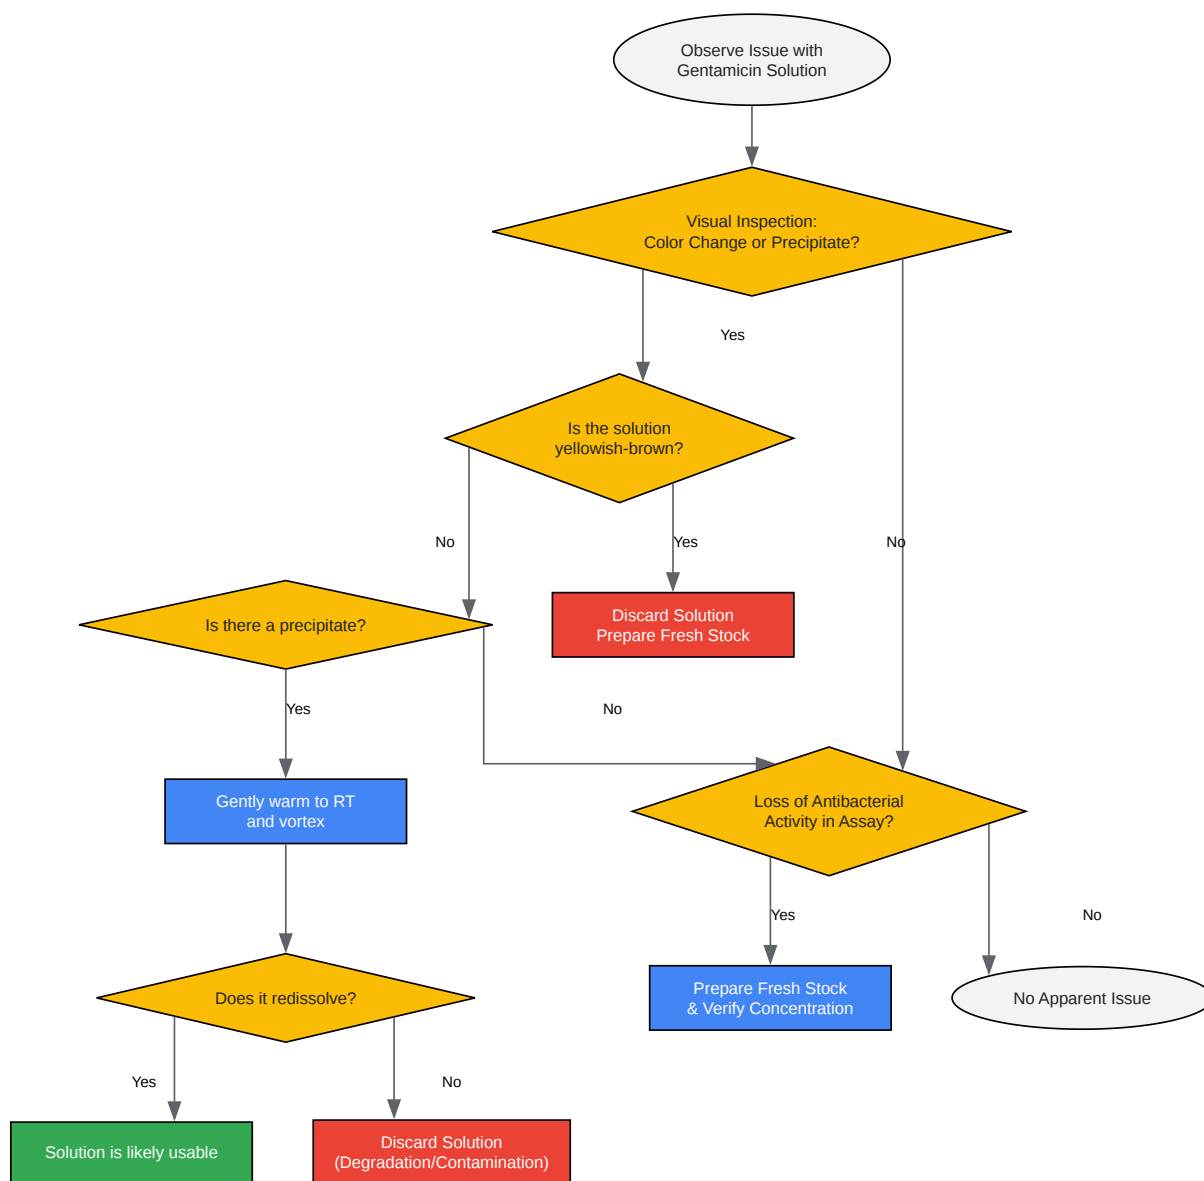 Observe Issue with
Gentamicin Solution
Visual Inspection:
Color Change or Precipitate?
Yes
Is the solution
yellowish-brown?
No
Yes
No
Discard Solution
Prepare Fresh Stock
Is there a precipitate?
Yes
No
Gently warm to RT
and vortex
Loss of Antibacterial
Activity in Assay?
Yes
No
Prepare Fresh Stock
& Verify Concentration
No Apparent Issue
Does it redissolve?
Yes
No
Solution is likely usable
Discard Solution
(Degradation/Contamination)